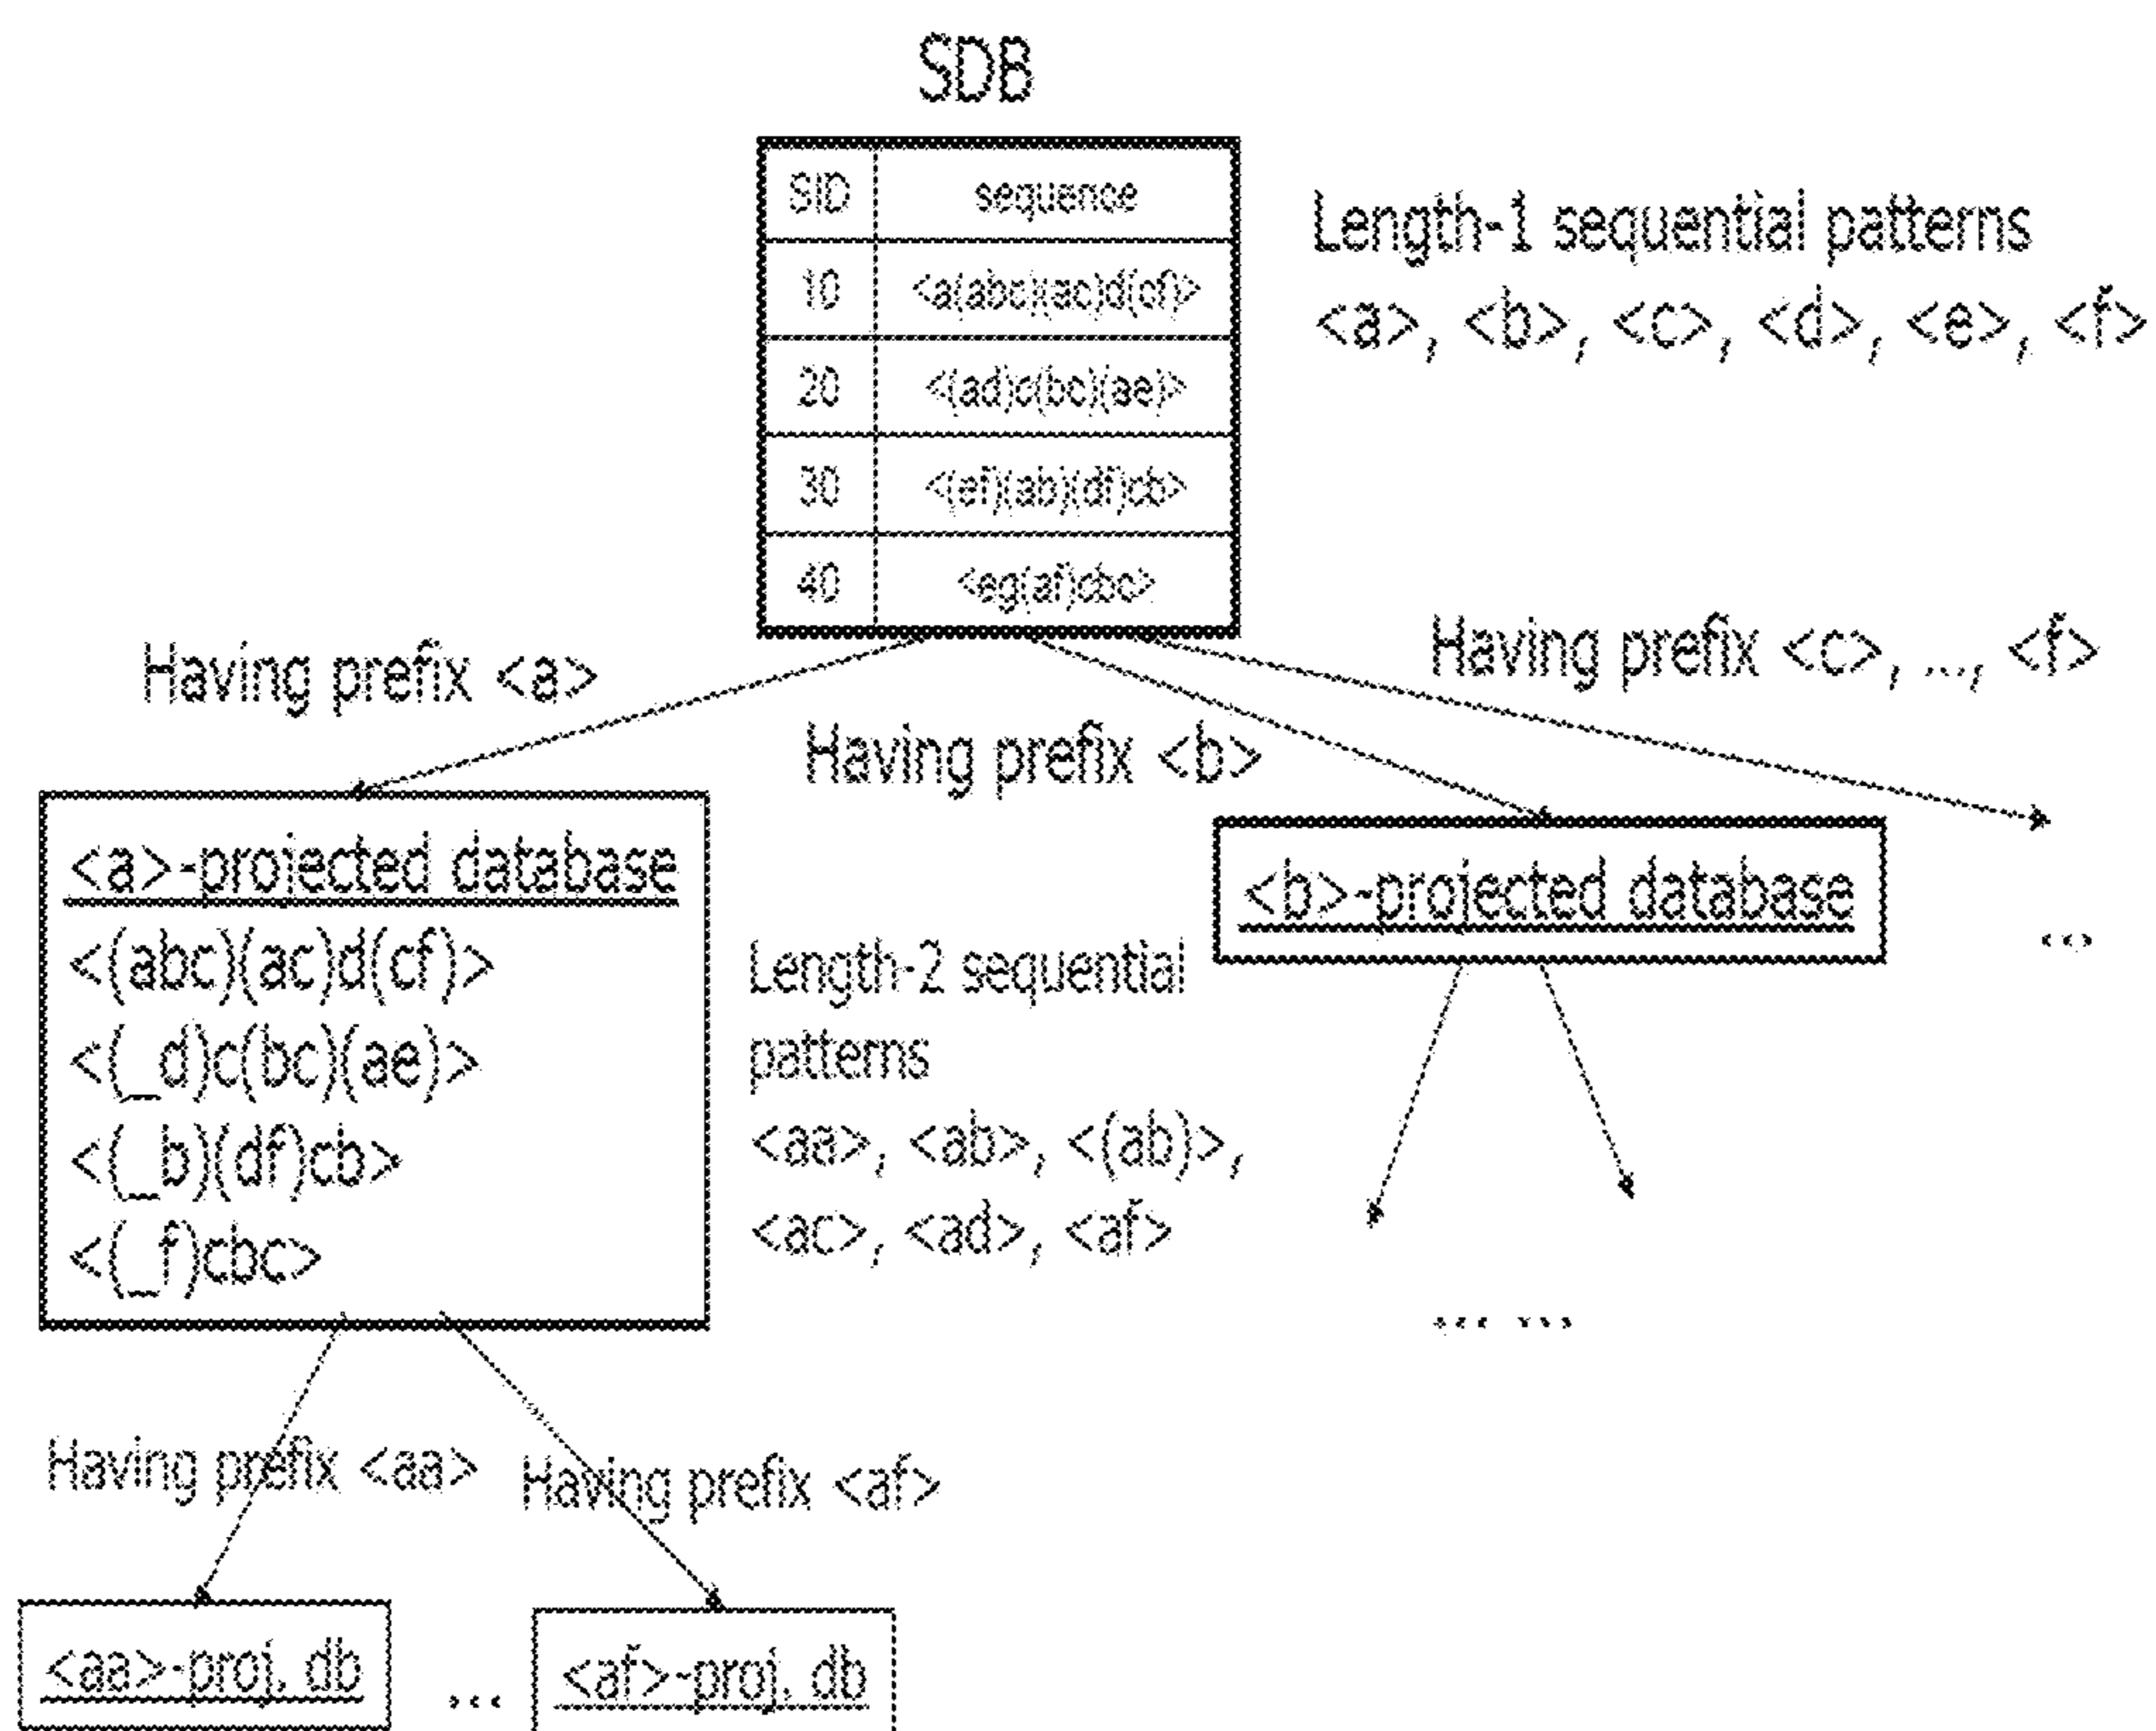 SDB
SID sequence
10 <a(abc)(ac)d(cf)>
20 <(ad)c(bc)(ae)>
30 <(ef)(ab)(df)cb>
40 <eg(af)cbc>
Length-1 sequential patterns
<a>, <b>, <c>, <d>, <e>, <f>
Having prefix <a>
Having prefix <b>
Having prefix <c>, ..., <f>
<a>-projected database
<(abc)(ac)d(cf)>
<(_d)c(bc)(ae)>
<(_b)(df)cb>
<(_f)cbc>
Length-2 sequential
patterns
<aa>, <ab>, <(ab)>,
<ac>, <ad>, <af>
<b>-projected database
...
... ...
Having prefix <aa>
Having prefix <af>
<aa>-proj. db
...
<af>-proj. db